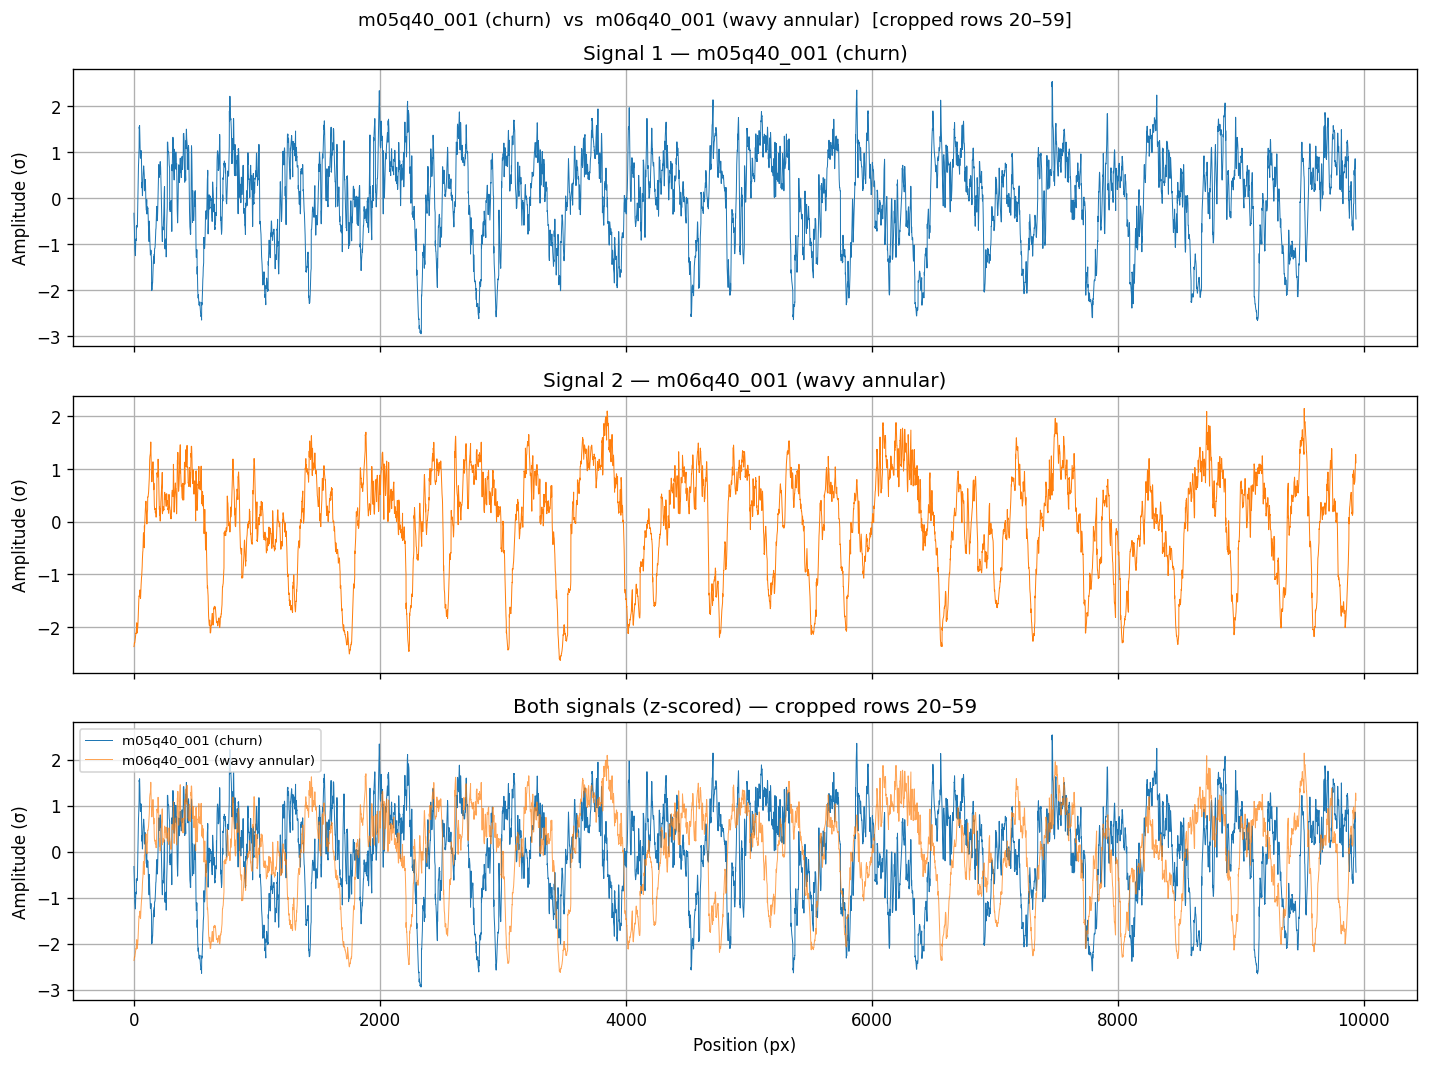 m05q40_001 (churn)  vs  m06q40_001 (wavy annular)  [cropped rows 20–59]
Signal 1 — m05q40_001 (churn)
2
1
0
−1
−2
−3
Amplitude (σ)
Signal 2 — m06q40_001 (wavy annular)
2
1
0
−1
−2
Amplitude (σ)
Both signals (z-scored) — cropped rows 20–59
m05q40_001 (churn)
m06q40_001 (wavy annular)
2
1
0
−1
−2
−3
Amplitude (σ)
0 2000 4000 6000 8000 10000
Position (px)